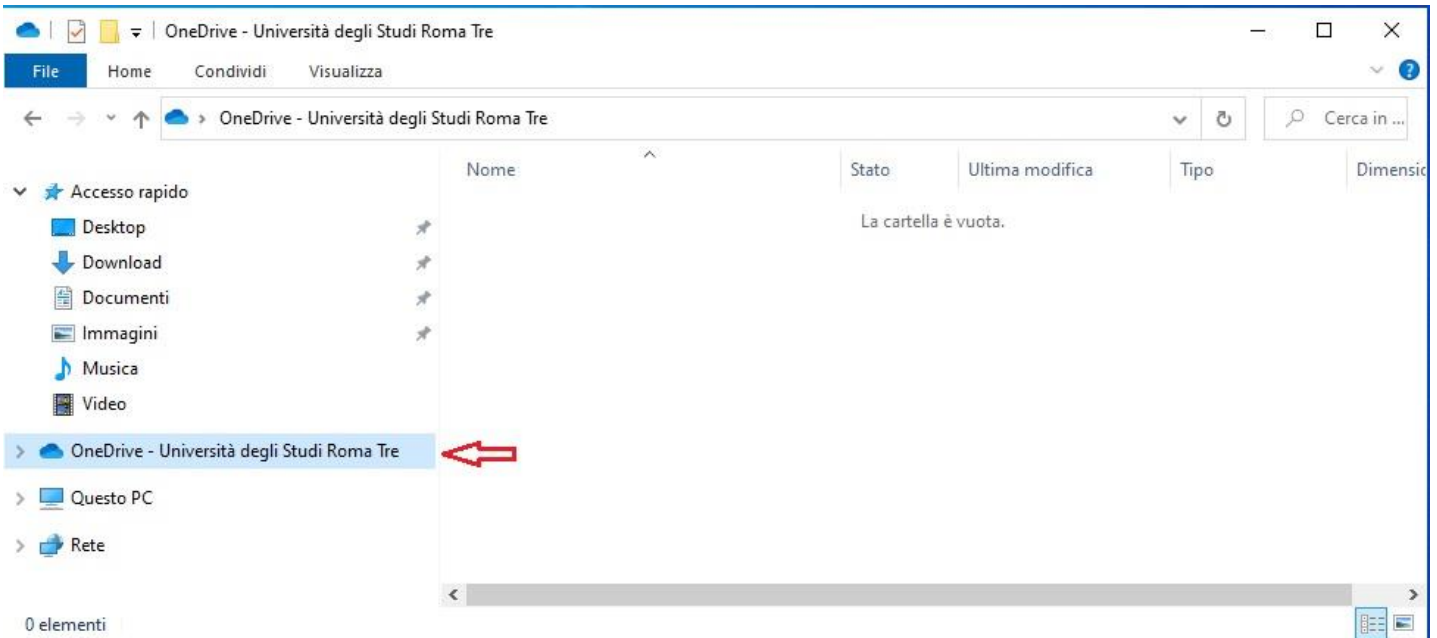 OneDrive - Università degli Studi Roma Tre
File Home Condividi Visualizza
OneDrive - Università degli Studi Roma Tre Cerca in ...
Nome Stato Ultima modifica Tipo Dimensic
Accesso rapido
La cartella è vuota.
Desktop
Download
Documenti
Immagini
Musica
Video
OneDrive - Università degli Studi Roma Tre
Questo PC
Rete
0 elementi